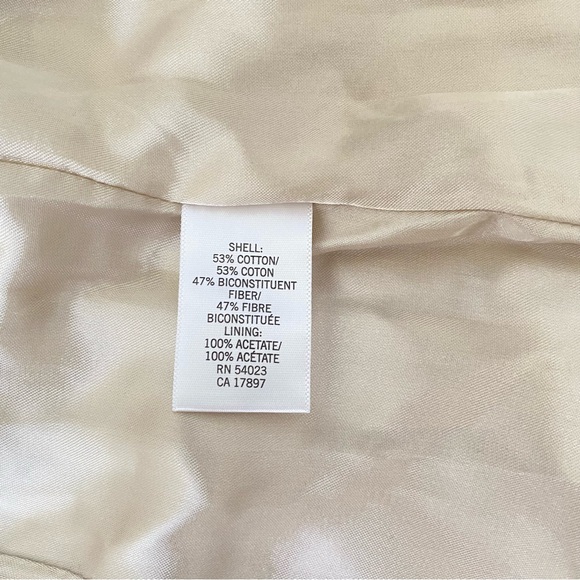 SHELL:
53% COTTON/
53% COTON
47% BICONSTITUENT
FIBER/
47% FIBRE
BICONSTITUÉE
LINING:
100% ACETATE/
100% ACÉTATE
RN 54023
CA 17897